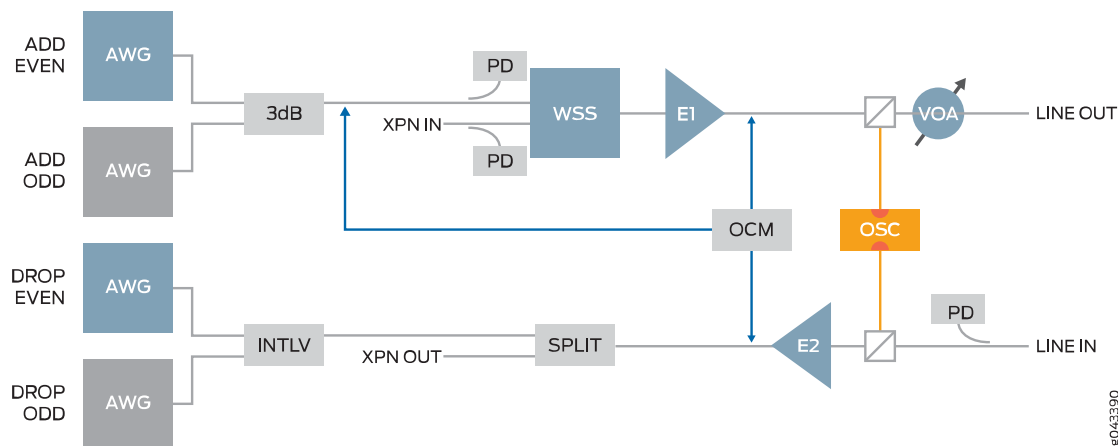 ADD
EVEN
AWG
PD
3dB
XPN IN
WSS
E1
VOA
LINE OUT
ADD
ODD
AWG
PD
OCM
OSC
DROP
EVEN
AWG
PD
INTLV
XPN OUT
SPLIT
E2
LINE IN
DROP
ODD
AWG
g043390